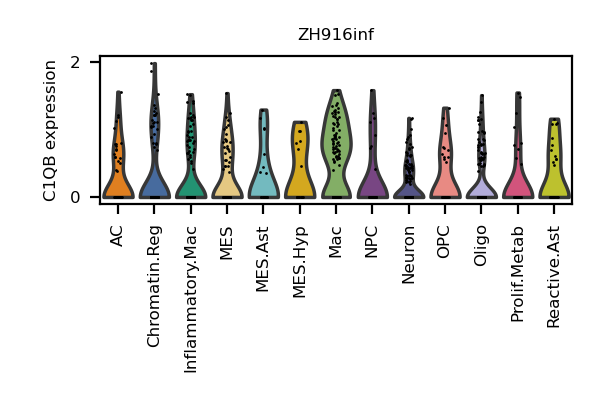 ZH916inf
C1QB expression
2
0
AC
Chromatin.Reg
Inflammatory.Mac
MES
MES.Ast
MES.Hyp
Mac
NPC
Neuron
OPC
Oligo
Prolif.Metab
Reactive.Ast